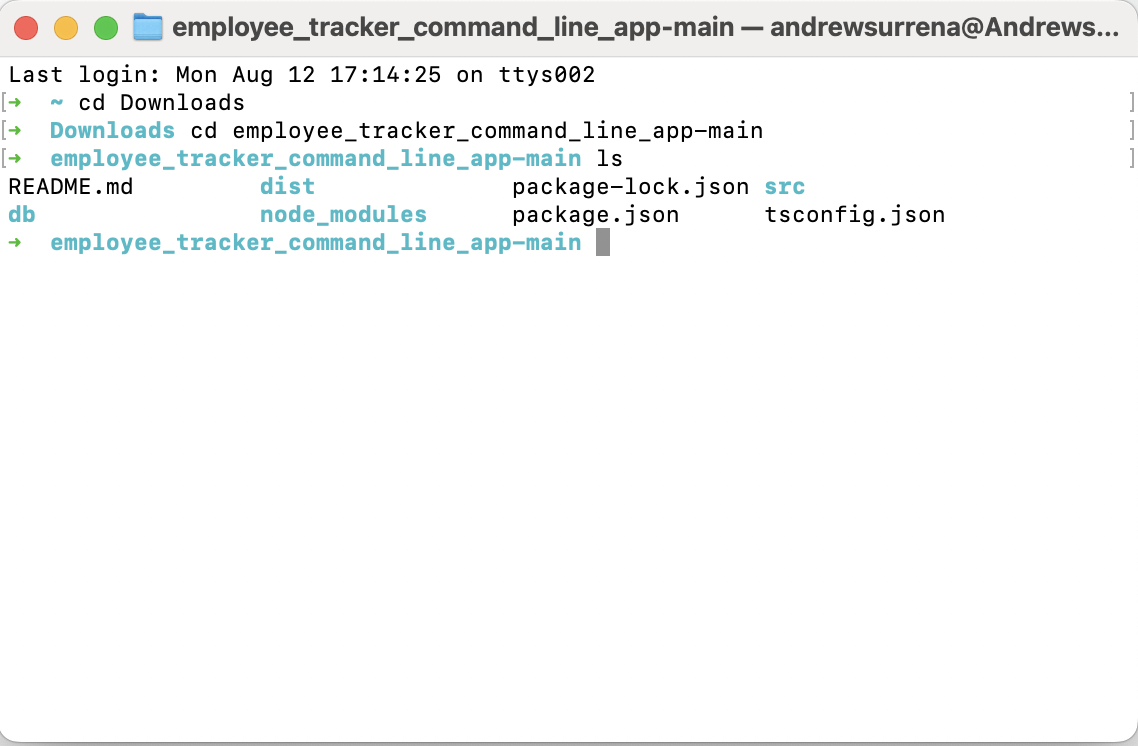 employee_tracker_command_line_app-main — andrewsurrena@Andrews...
Last login: Mon Aug 12 17:14:25 on ttys002
[➜  ~ cd Downloads ]
[➜  Downloads cd employee_tracker_command_line_app-main ]
[➜  employee_tracker_command_line_app-main ls ]
README.md dist package-lock.json src
db node_modules package.json tsconfig.json
➜  employee_tracker_command_line_app-main